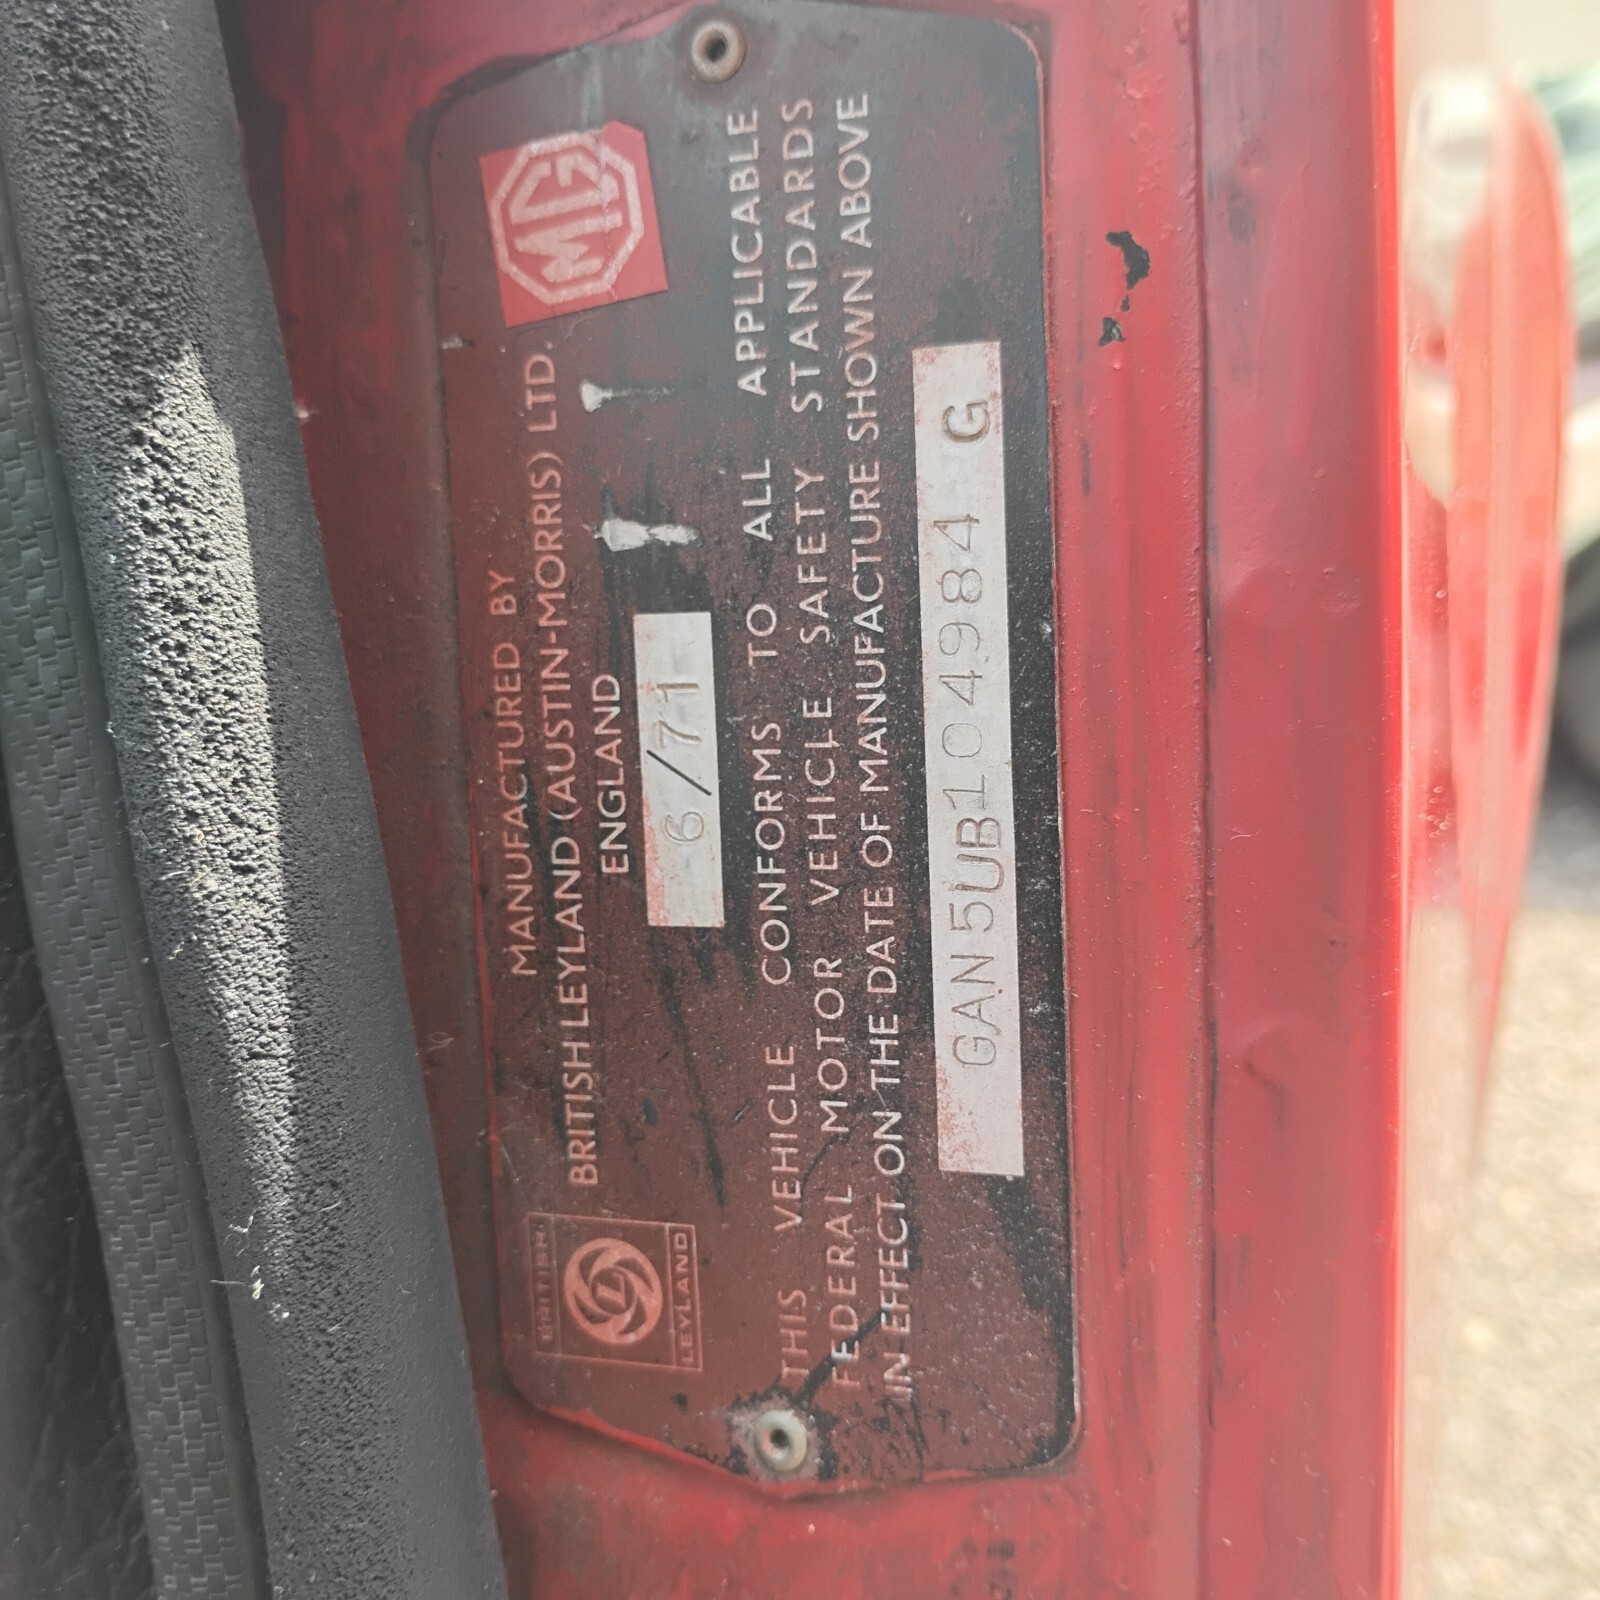 MG
MANUFACTURED BY
BRITISH LEYLAND (AUSTIN-MORRIS) LTD.
ENGLAND
BRITISH
L
LEYLAND
6/71
THIS VEHICLE CONFORMS TO ALL APPLICABLE
FEDERAL MOTOR VEHICLE SAFETY STANDARDS
IN EFFECT ON THE DATE OF MANUFACTURE SHOWN ABOVE
GAN5UB104984 G